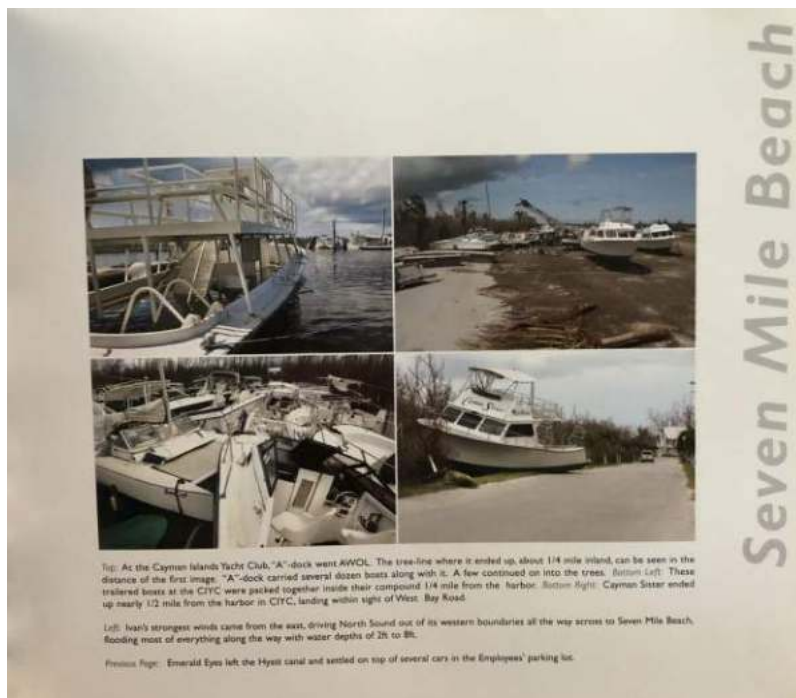 Seven Mile Beach
Cayman Sister
Top: At the Cayman Islands Yacht Club, "A"-dock went AWOL. The tree-line where it ended up, about 1/4 mile inland, can be seen in the
distance of the first image. "A"-dock carried several dozen boats along with it. A few continued on into the trees. Bottom Left: These
trailered boats at the CIYC were packed together inside their compound 1/4 mile from the harbor. Bottom Right: Cayman Sister ended
up nearly 1/2 mile from the harbor in CIYC, landing within sight of West Bay Road.
Left: Ivan's strongest winds came from the east, driving North Sound out of its western boundaries all the way across to Seven Mile Beach,
flooding most of everything along the way with water depths of 2ft to 8ft.
Previous Page: Emerald Eyes left the Hyatt canal and settled on top of several cars in the Employees' parking lot.